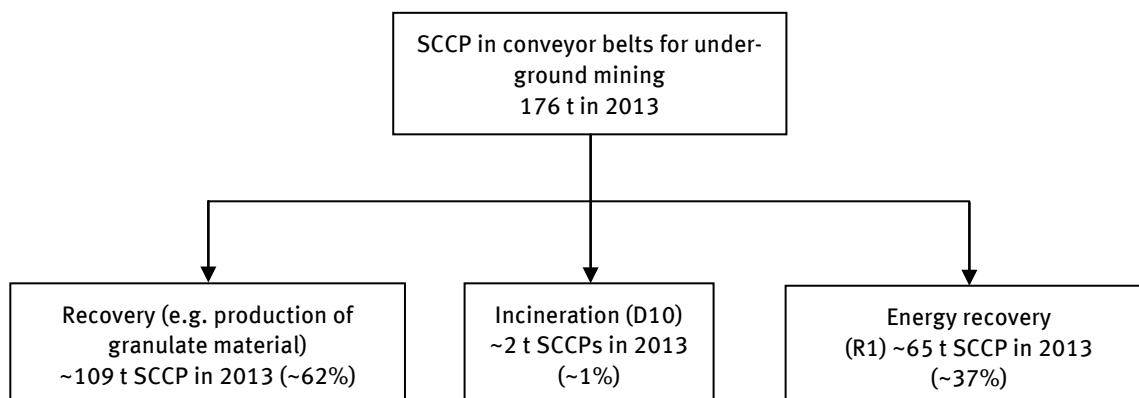 SCCP in conveyor belts for under-
ground mining
176 t in 2013
Recovery (e.g. production of
granulate material)
~109 t SCCP in 2013 (~62%)
Incineration (D10)
~2 t SCCPs in 2013
(~1%)
Energy recovery
(R1) ~65 t SCCP in 2013
(~37%)